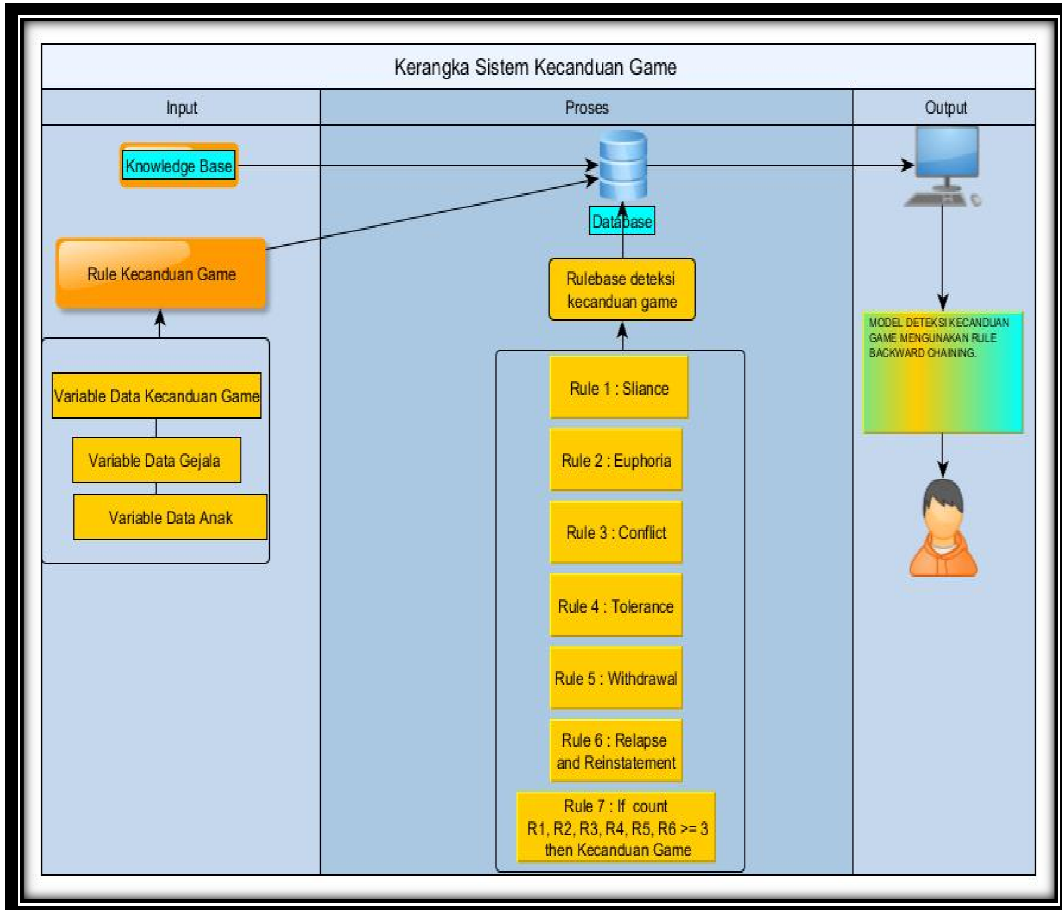 Kerangka Sistem Kecanduan Game
Input
Proses
Output
Knowledge Base
Rule Kecanduan Game
Variable Data Kecanduan Game
Variable Data Gejala
Variable Data Anak
Database
Rulebase deteksi
kecanduan game
Rule 1 : Sliance
Rule 2 : Euphoria
Rule 3 : Conflict
Rule 4 : Tolerance
Rule 5 : Withdrawal
Rule 6 : Relapse
and Reinstatement
Rule 7 : If count
R1, R2, R3, R4, R5, R6 >= 3
then Kecanduan Game
MODEL DETEKSI KECANDUAN
GAME MENGUNAKAN RULE
BACKWARD CHAINING.